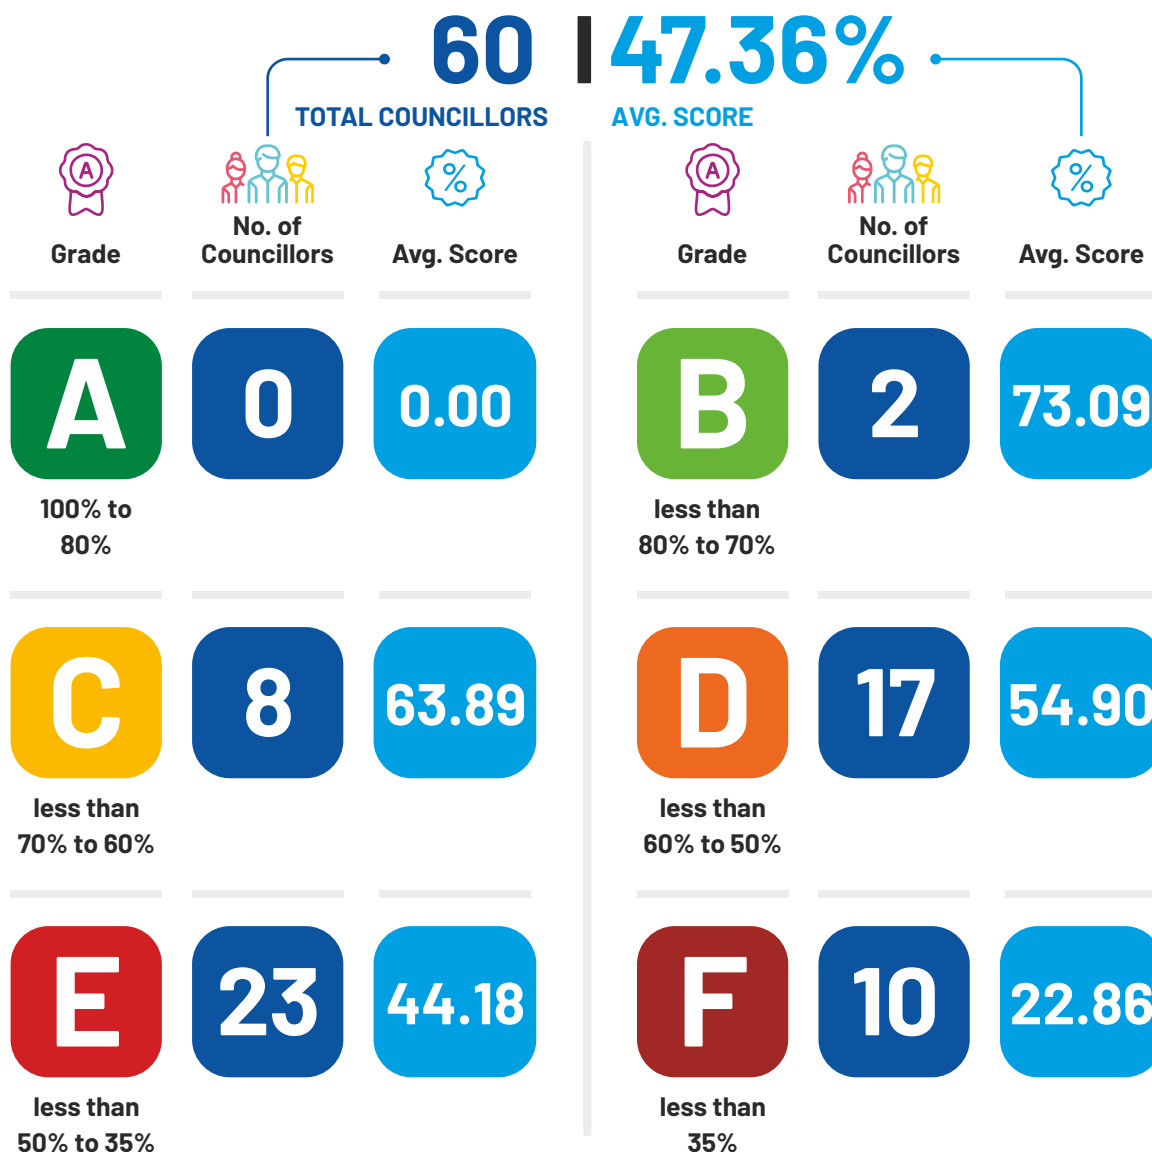 60
47.36%
TOTAL COUNCILLORS
AVG. SCORE
A
%
Grade
No. of
Councillors
Avg. Score
A
%
Grade
No. of
Councillors
Avg. Score
A
0
0.00
100% to
80%
B
2
73.09
less than
80% to 70%
C
8
63.89
less than
70% to 60%
D
17
54.90
less than
60% to 50%
E
23
44.18
less than
50% to 35%
F
10
22.86
less than
35%